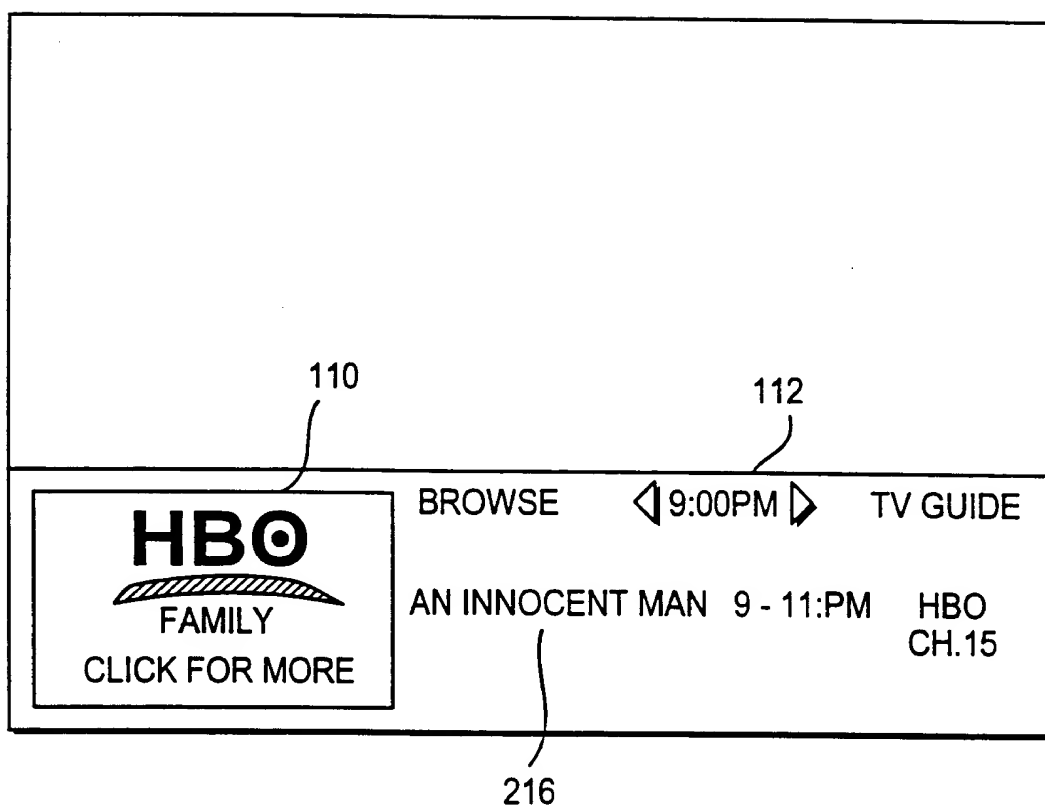 110
112
BROWSE 9:00PM TV GUIDE
HBO
FAMILY
CLICK FOR MORE
AN INNOCENT MAN 9 - 11:PM HBO
CH.15
216